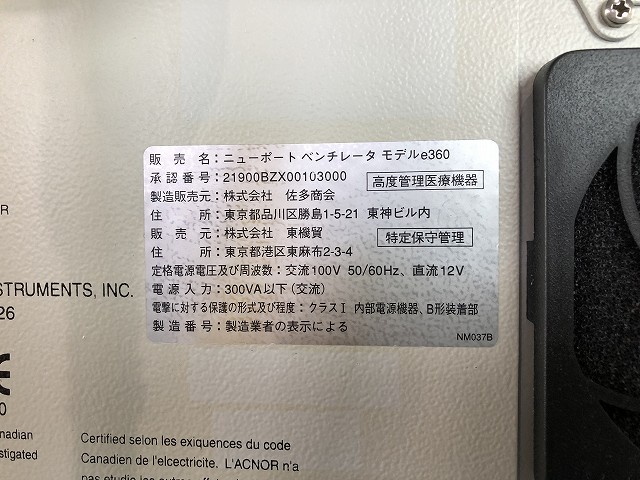 販 売 名：ニューポート ベンチレータ モデルe360
承認番号：21900BZX00103000
高度管理医療機器
製造販売元：株式会社 佐多商会
住 所：東京都品川区勝島1-5-21 東神ビル内
販 売 元：株式会社 東機貿
特定保守管理
住 所：東京都港区東麻布2-3-4
定格電源電圧及び周波数：交流100V 50/60Hz、直流12V
電源入力：300VA以下（交流）
電撃に対する保護の形式及び程度：クラスⅠ 内部電源機器、B形装着部
製造番号：製造業者の表示による
NM037B
R
STRUMENTS, INC.
26
CE
0
nadian
stigated
Certified selon les exiquences du code
Canadien de l'elcectricite. L'ACNOR n'a